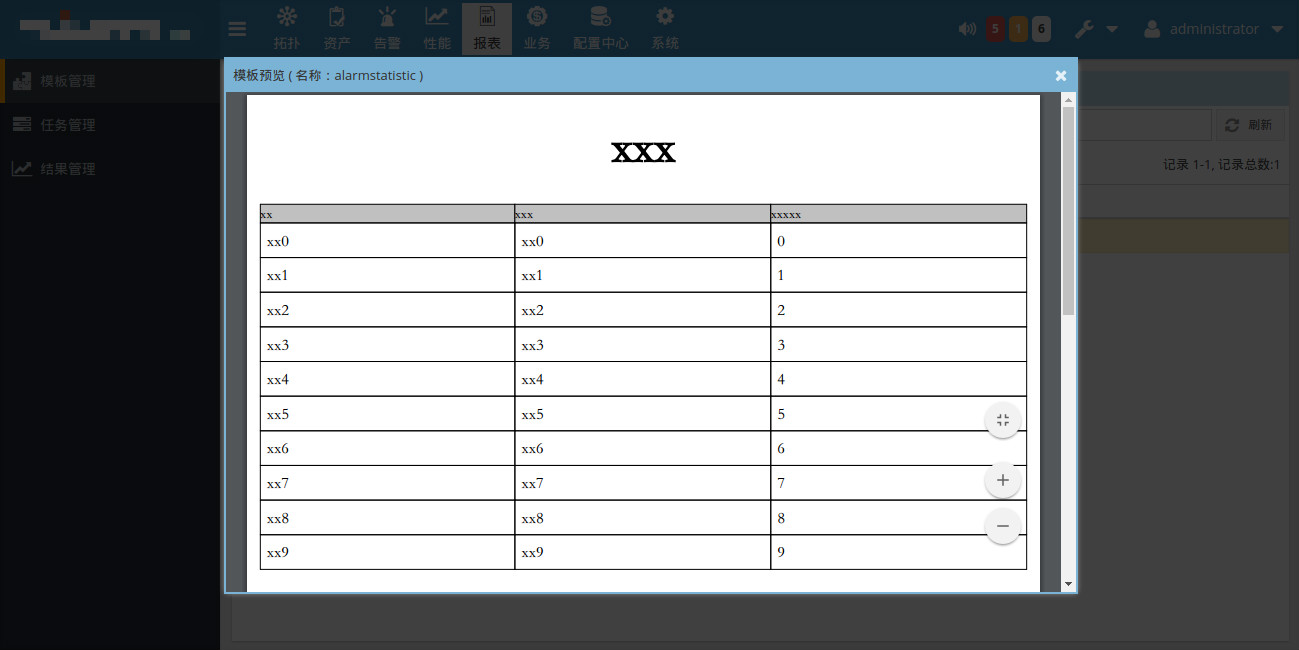 5 1 6
administrator
拓扑 资产 告警 性能 报表 业务 配置中心 系统
模板管理
任务管理
结果管理
模板预览 ( 名称：alarmstatistic )
刷新
记录 1-1, 记录总数:1
xxx
xx xxx xxxxx
xx0 xx0 0
xx1 xx1 1
xx2 xx2 2
xx3 xx3 3
xx4 xx4 4
xx5 xx5 5
xx6 xx6 6
xx7 xx7 7
xx8 xx8 8
xx9 xx9 9